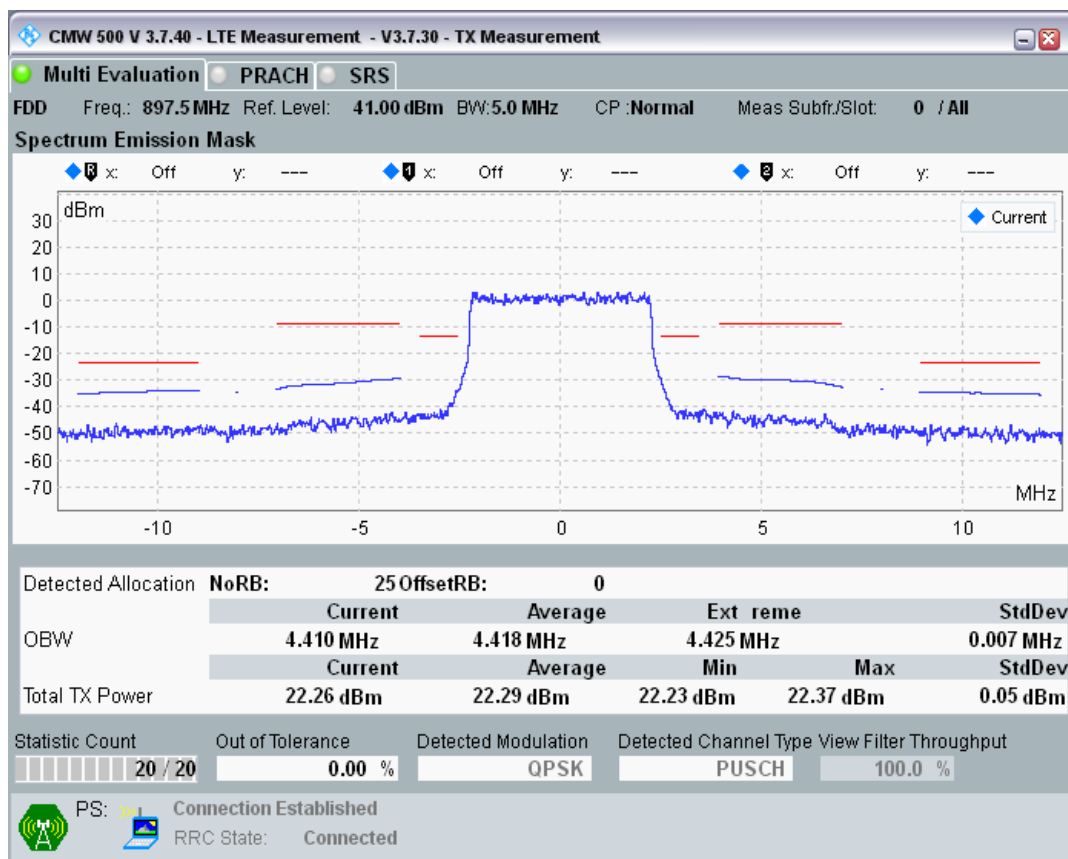 CMW 500 V 3.7.40 - LTE Measurement - V3.7.30 - TX Measurement
Multi Evaluation PRACH SRS
FDD Freq.: 897.5 MHz Ref. Level: 41.00 dBm BW:5.0 MHz CP :Normal Meas Subfr./Slot: 0 / All
Spectrum Emission Mask
R x: Off y: --- 1 x: Off y: --- 2 x: Off y: ---
dBm
Current
30
20
10
0
-10
-20
-30
-40
-50
-60
-70
MHz
-10 -5 0 5 10
Detected Allocation NoRB: 25 OffsetRB: 0
Current Average Ext reme StdDev
OBW 4.410 MHz 4.418 MHz 4.425 MHz 0.007 MHz
Current Average Min Max StdDev
Total TX Power 22.26 dBm 22.29 dBm 22.23 dBm 22.37 dBm 0.05 dBm
Statistic Count Out of Tolerance Detected Modulation Detected Channel Type View Filter Throughput
20 / 20 0.00 % QPSK PUSCH 100.0 %
PS: Connection Established
RRC State: Connected